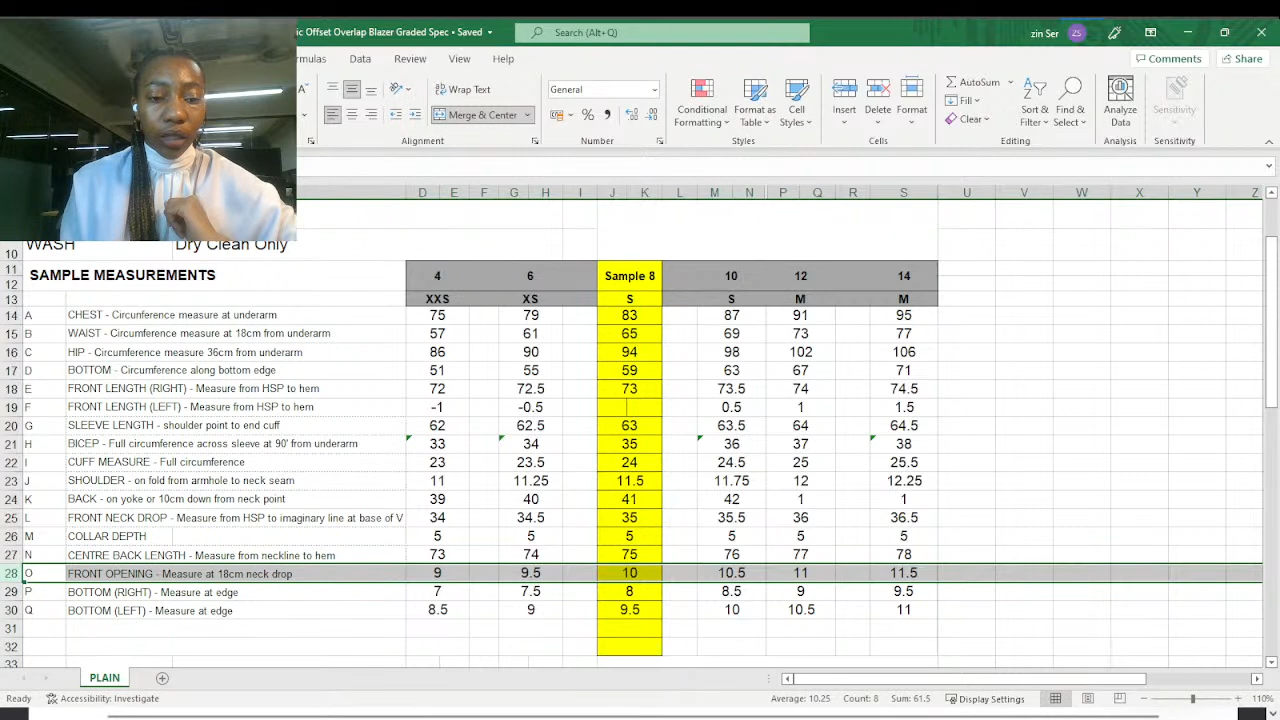 ic Offset Overlap Blazer Graded Spec • Saved
Search (Alt+Q)
zin Ser
ZS
rmulas Data Review View Help
Comments Share
Wrap Text
Merge & Center
General
Conditional Formatting
Format as Table
Cell Styles
Insert Delete Format
AutoSum
Fill
Clear
Sort & Filter
Find & Select
Analyze Data
Sensitivity
Alignment Number Styles Cells Editing Analysis Sensitivity
D E F G H I J K L M N P Q R S U V W X Y Z
10 WASH Dry Clean Only
11 SAMPLE MEASUREMENTS 4 6 Sample 8 10 12 14
12
13 XXS XS S S M M
14 A CHEST - Circunference measure at underarm 75 79 83 87 91 95
15 B WAIST - Circumference measure at 18cm from underarm 57 61 65 69 73 77
16 C HIP - Circumference measure 36cm from underarm 86 90 94 98 102 106
17 D BOTTOM - Circumference along bottom edge 51 55 59 63 67 71
18 E FRONT LENGTH (RIGHT) - Measure from HSP to hem 72 72.5 73 73.5 74 74.5
19 F FRONT LENGTH (LEFT) - Measure from HSP to hem -1 -0.5 0.5 1 1.5
20 G SLEEVE LENGTH - shoulder point to end cuff 62 62.5 63 63.5 64 64.5
21 H BICEP - Full circumference across sleeve at 90' from underarm 33 34 35 36 37 38
22 I CUFF MEASURE - Full circumference 23 23.5 24 24.5 25 25.5
23 J SHOULDER - on fold from armhole to neck seam 11 11.25 11.5 11.75 12 12.25
24 K BACK - on yoke or 10cm down from neck point 39 40 41 42 1 1
25 L FRONT NECK DROP - Measure from HSP to imaginary line at base of V 34 34.5 35 35.5 36 36.5
26 M COLLAR DEPTH 5 5 5 5 5 5
27 N CENTRE BACK LENGTH - Measure from neckline to hem 73 74 75 76 77 78
28 O FRONT OPENING - Measure at 18cm neck drop 9 9.5 10 10.5 11 11.5
29 P BOTTOM (RIGHT) - Measure at edge 7 7.5 8 8.5 9 9.5
30 Q BOTTOM (LEFT) - Measure at edge 8.5 9 9.5 10 10.5 11
31
32
33
PLAIN
Ready Accessibility: Investigate Average: 10.25 Count: 8 Sum: 61.5 Display Settings 110%